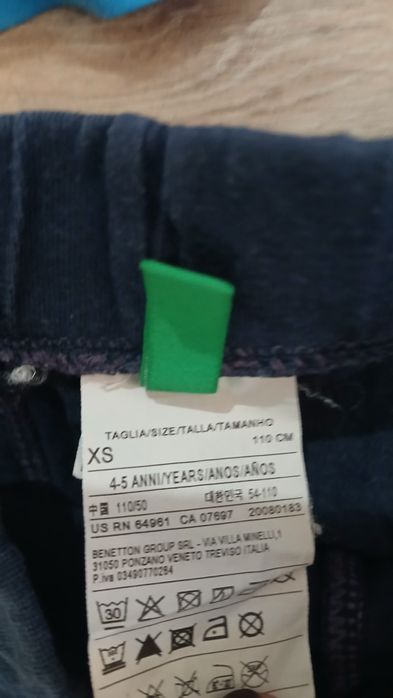 TAGLIA/SIZE/TALLA/TAMANHO
XS 110 CM
4-5 ANNI/YEARS/ANOS/AÑOS
中国 110/50 대한민국 54-110
US RN 64961 CA 07697 20080183
BENETTON GROUP SRL - VIA VILLA MINELLI,1
31050 PONZANO VENETO TREVISO ITALIA
P.iva 03490770264
30